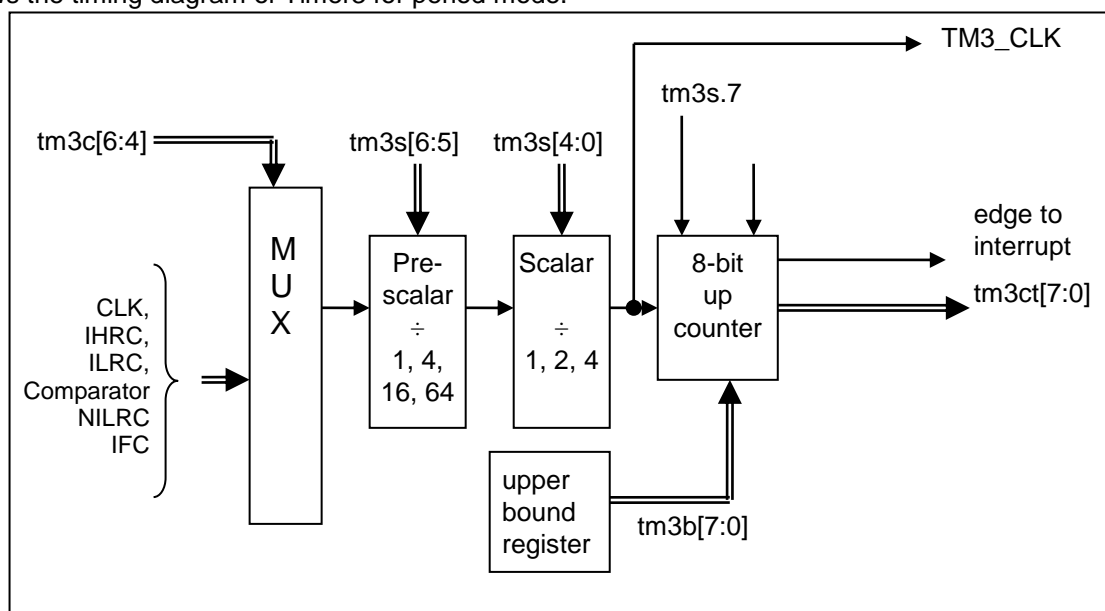 TM3_CLK
tm3s.7
tm3c[6:4]
tm3s[6:5]
tm3s[4:0]
M
U
X
Pre-
scalar
÷
1, 4,
16, 64
Scalar
÷
1, 2, 4
8-bit
up
counter
edge to
interrupt
tm3ct[7:0]
CLK,
IHRC,
ILRC,
Comparator
NILRC
IFC
upper
bound
register
tm3b[7:0]